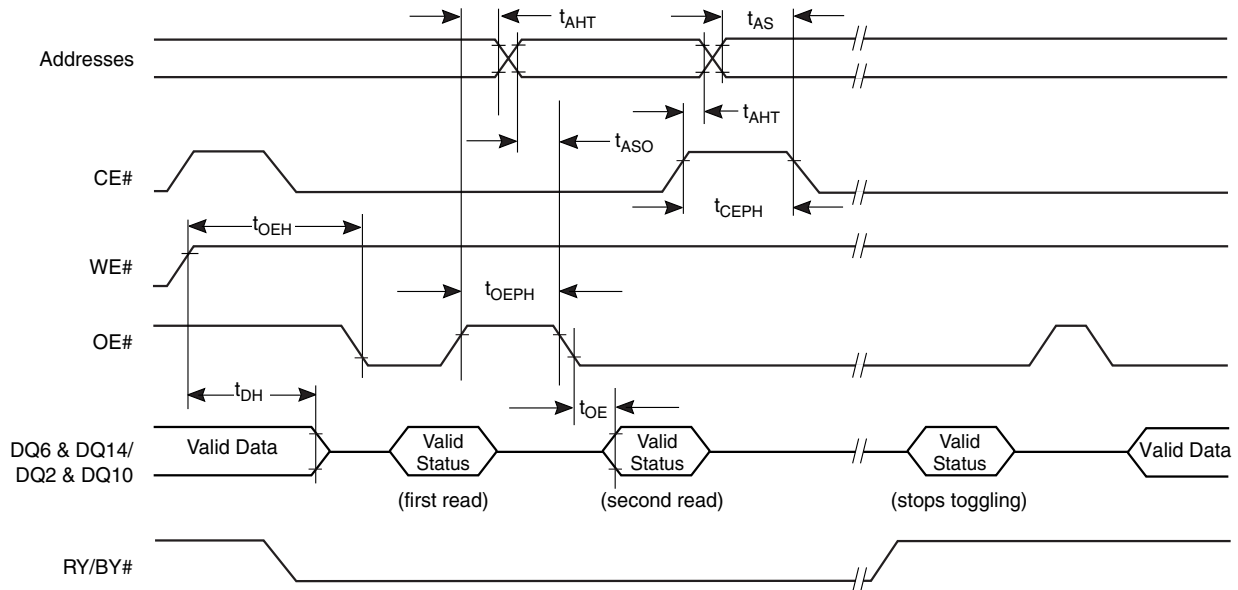 tAHT
tAS
Addresses
tAHT
tASO
CE#
tCEPH
tOEH
WE#
tOEPH
OE#
tDH
tOE
DQ6 & DQ14/
DQ2 & DQ10
Valid Data
Valid
Status
Valid
Status
Valid
Status
Valid Data
(first read)
(second read)
(stops toggling)
RY/BY#